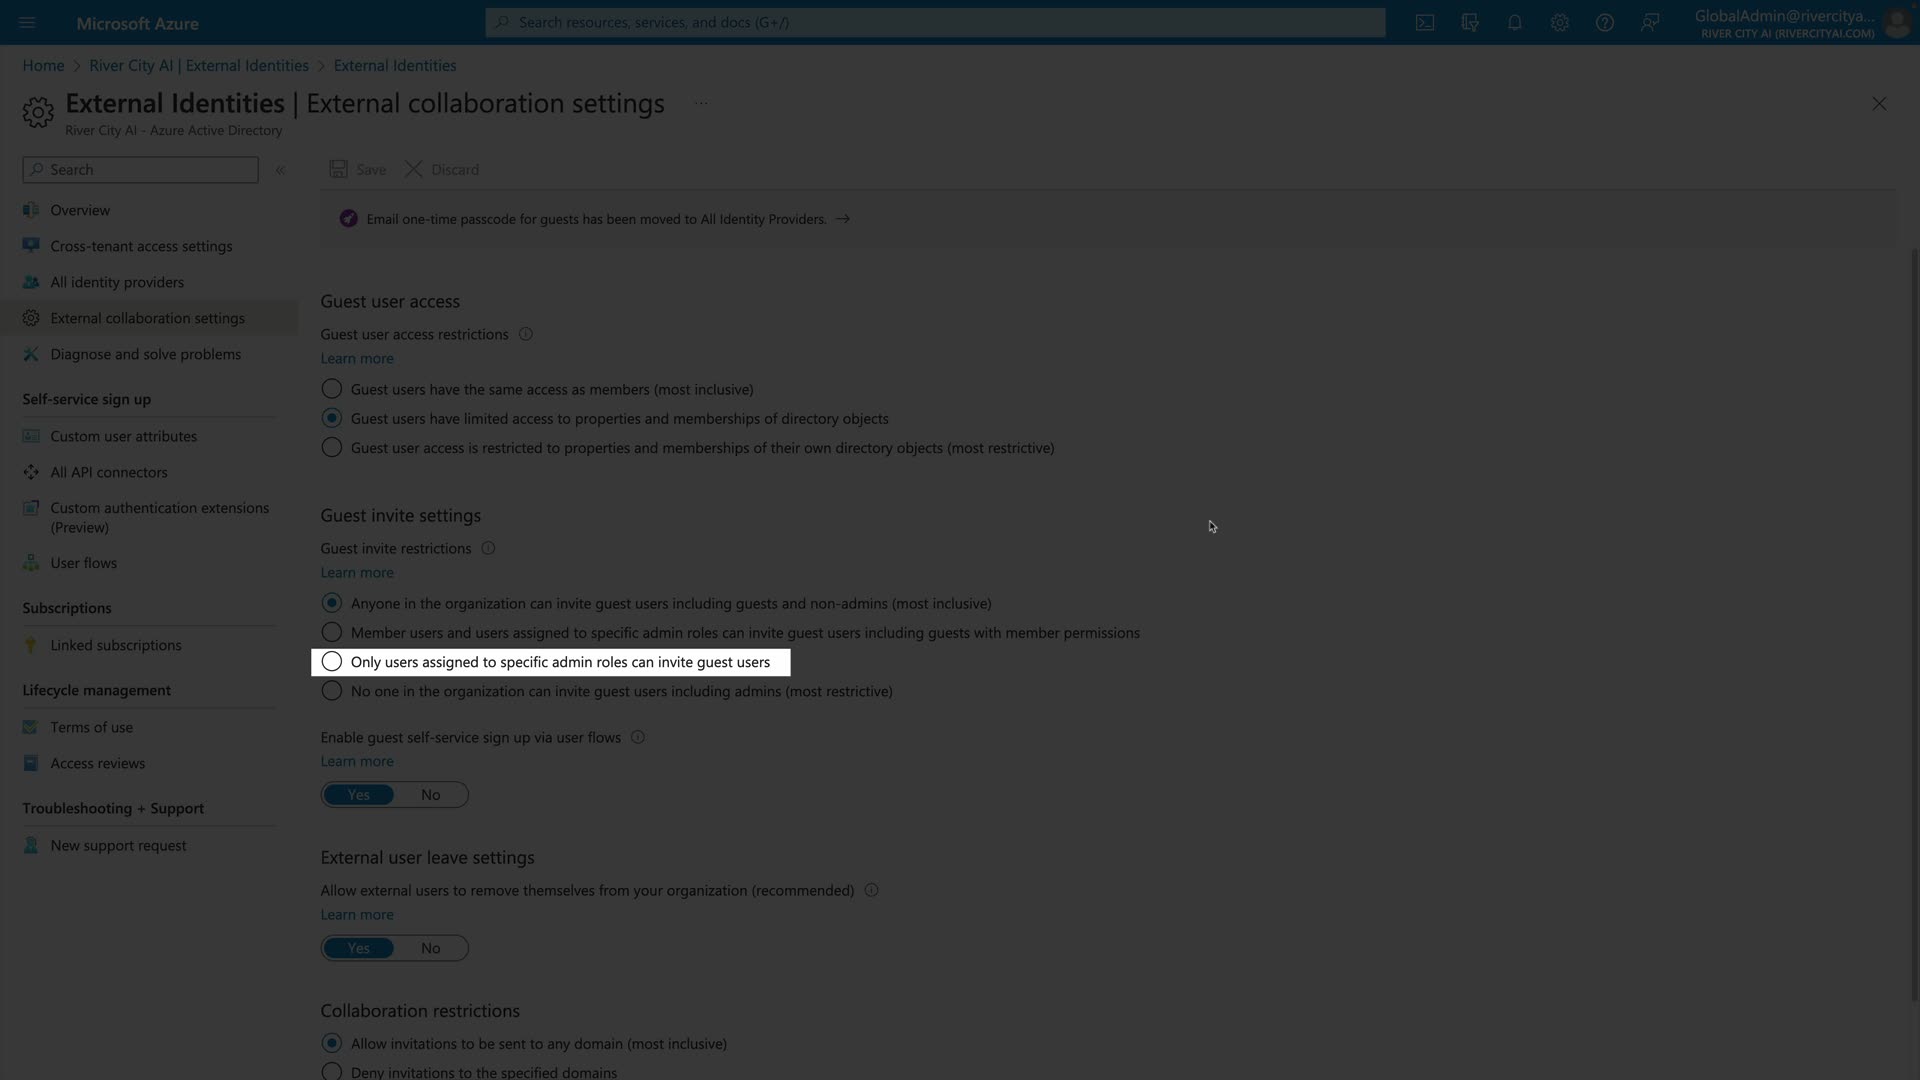 Microsoft Azure
Search resources, services, and docs (G+/)
GlobalAdmin@rivercitya...
RIVER CITY AI (RIVERCITYAI.COM)
Home > River City AI | External Identities > External Identities
External Identities | External collaboration settings ...
River City AI - Azure Active Directory
Search
«
Overview
Cross-tenant access settings
All identity providers
External collaboration settings
Diagnose and solve problems
Self-service sign up
Custom user attributes
All API connectors
Custom authentication extensions
(Preview)
User flows
Subscriptions
Linked subscriptions
Lifecycle management
Terms of use
Access reviews
Troubleshooting + Support
New support request
Save
Discard
Email one-time passcode for guests has been moved to All Identity Providers. →
Guest user access
Guest user access restrictions
Learn more
Guest users have the same access as members (most inclusive)
Guest users have limited access to properties and memberships of directory objects
Guest user access is restricted to properties and memberships of their own directory objects (most restrictive)
Guest invite settings
Guest invite restrictions
Learn more
Anyone in the organization can invite guest users including guests and non-admins (most inclusive)
Member users and users assigned to specific admin roles can invite guest users including guests with member permissions
Only users assigned to specific admin roles can invite guest users
No one in the organization can invite guest users including admins (most restrictive)
Enable guest self-service sign up via user flows
Learn more
Yes No
External user leave settings
Allow external users to remove themselves from your organization (recommended)
Learn more
Yes No
Collaboration restrictions
Allow invitations to be sent to any domain (most inclusive)
Deny invitations to the specified domains